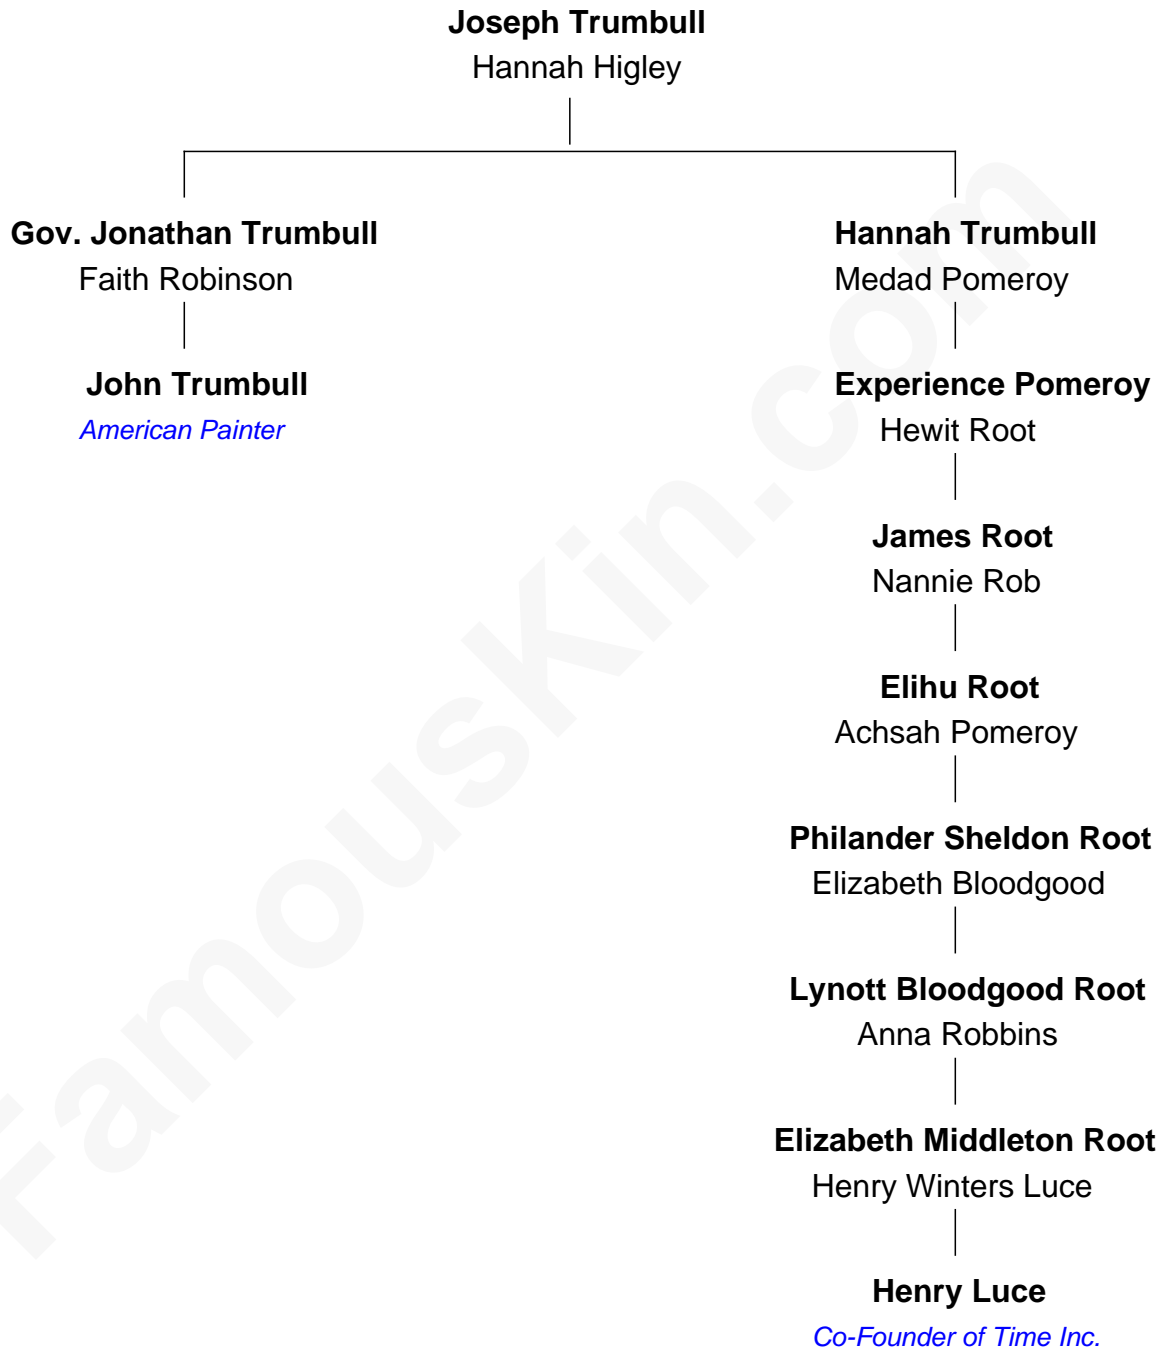 Joseph Trumbull
Hannah Higley
Gov. Jonathan Trumbull
Faith Robinson
John Trumbull
American Painter
Hannah Trumbull
Medad Pomeroy
Experience Pomeroy
Hewit Root
James Root
Nannie Rob
Elihu Root
Achsah Pomeroy
Philander Sheldon Root
Elizabeth Bloodgood
Lynott Bloodgood Root
Anna Robbins
Elizabeth Middleton Root
Henry Winters Luce
Henry Luce
Co-Founder of Time Inc.
FamousKin.com